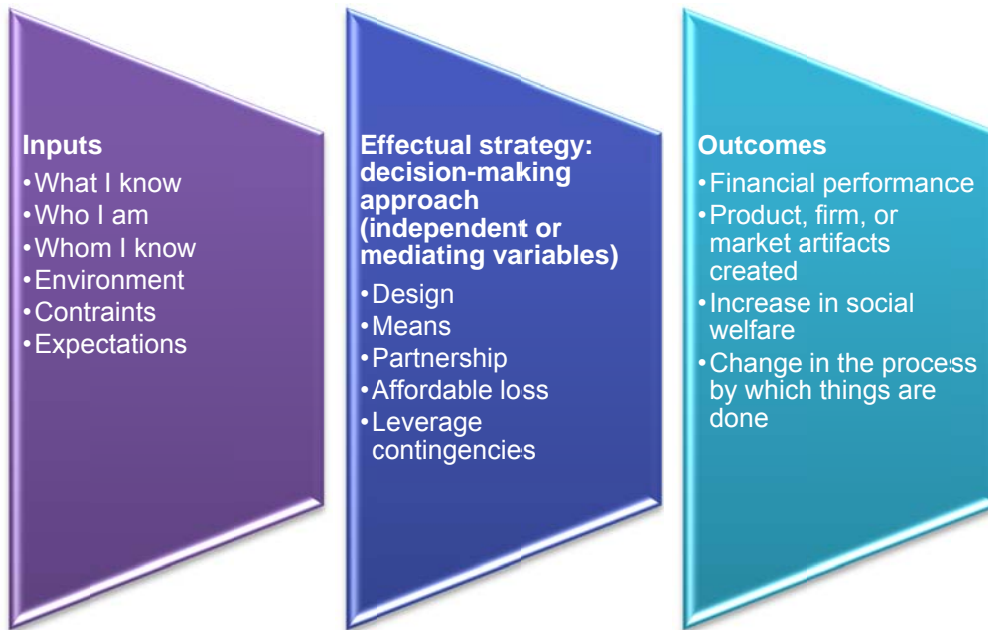 Inputs
•What I know
•Who I am
•Whom I know
•Environment
•Contraints
•Expectations
Effectual strategy:
decision-making
approach
(independent or
mediating variables)
•Design
•Means
•Partnership
•Affordable loss
•Leverage
contingencies
Outcomes
•Financial performance
•Product, firm, or
market artifacts
created
•Increase in social
welfare
•Change in the process
by which things are
done